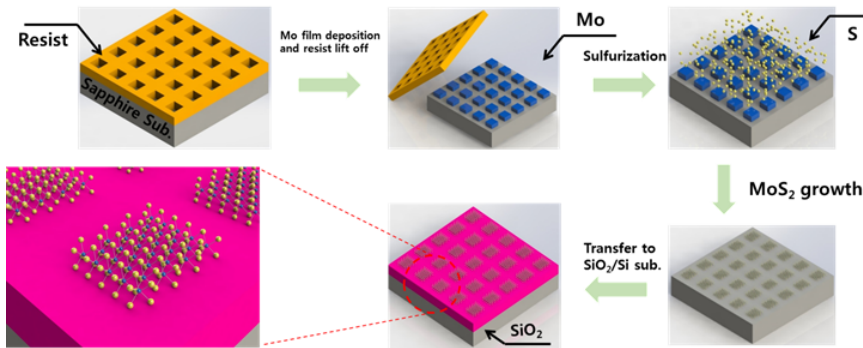 Resist
Sapphire Sub.
Mo film deposition
and resist lift off
Mo
Sulfurization
S
MoS₂ growth
Transfer to
SiO₂/Si sub.
SiO₂